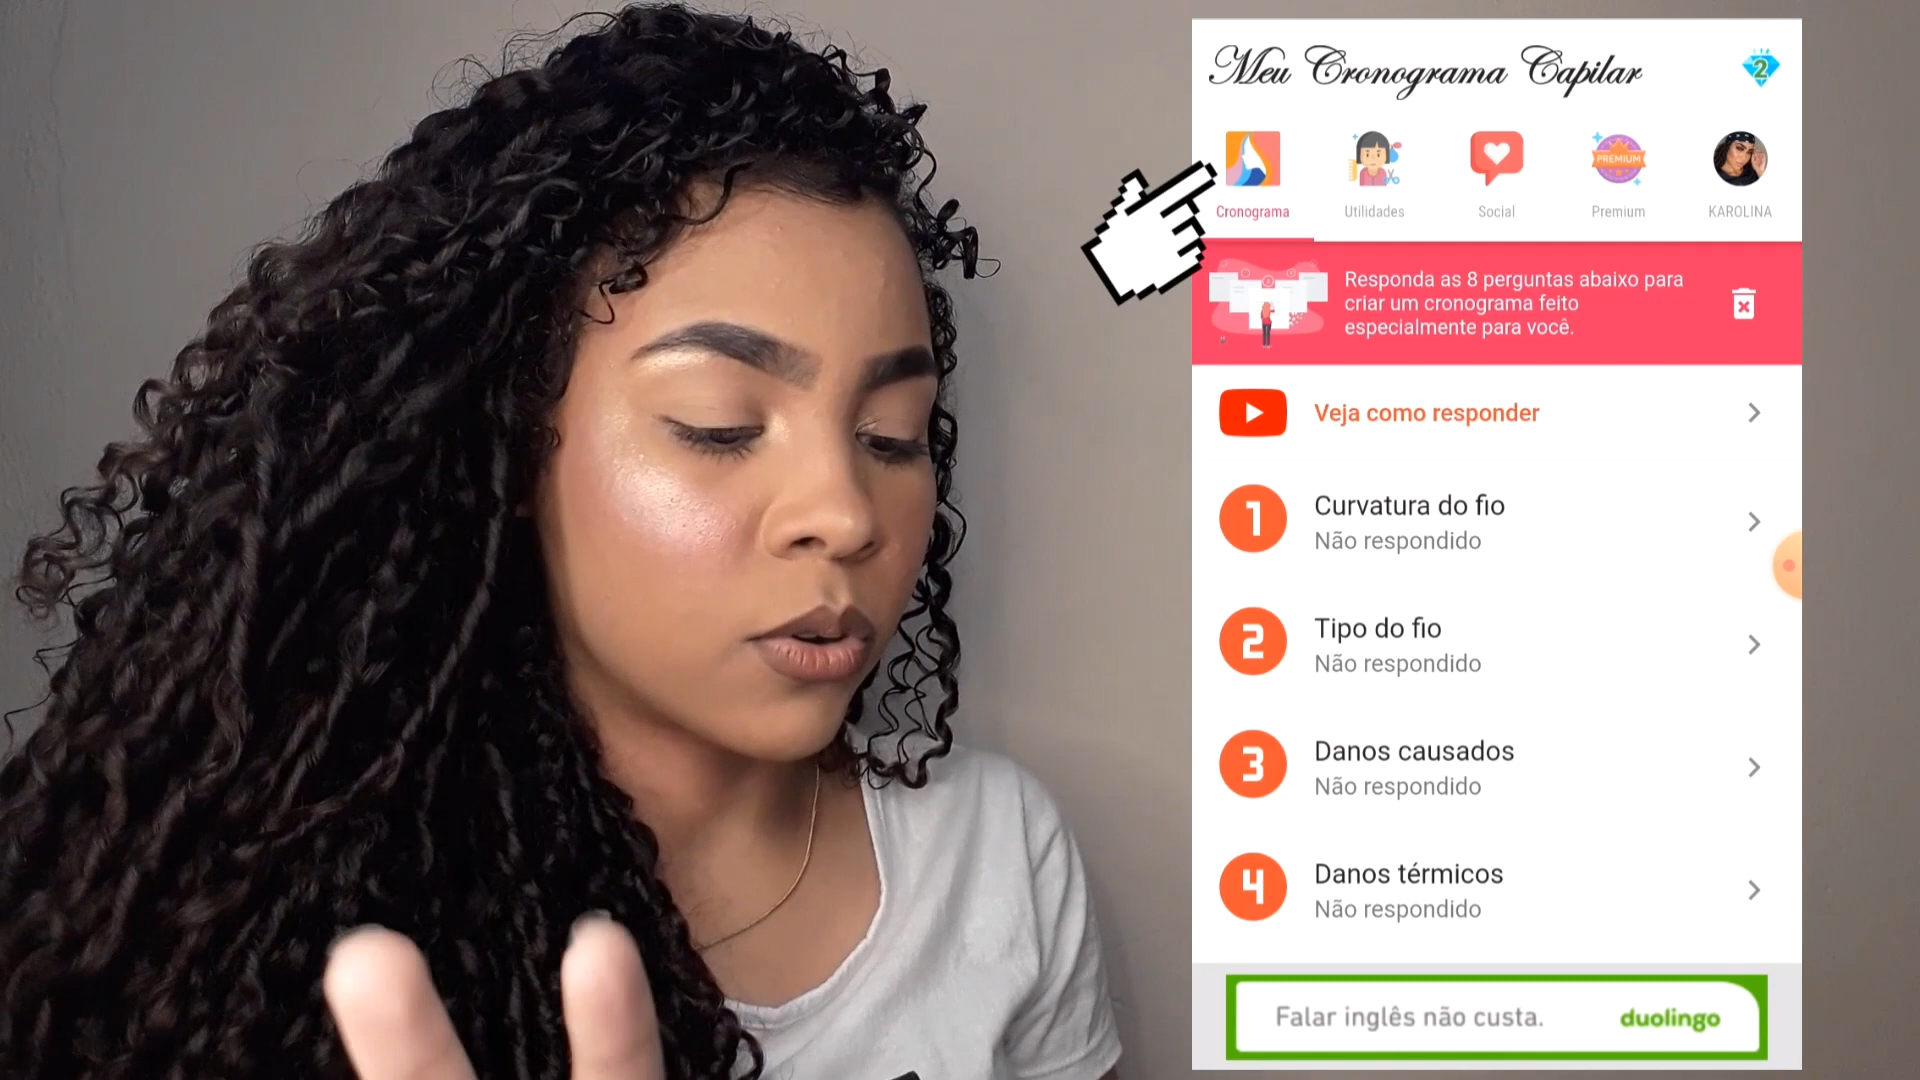 Meu Cronograma Capilar
2
Cronograma
Utilidades
Social
PREMIUM
Premium
KAROLINA
Responda as 8 perguntas abaixo para
criar um cronograma feito
especialmente para você.
Veja como responder
1
Curvatura do fio
Não respondido
2
Tipo do fio
Não respondido
3
Danos causados
Não respondido
4
Danos térmicos
Não respondido
Falar inglês não custa.
duolingo